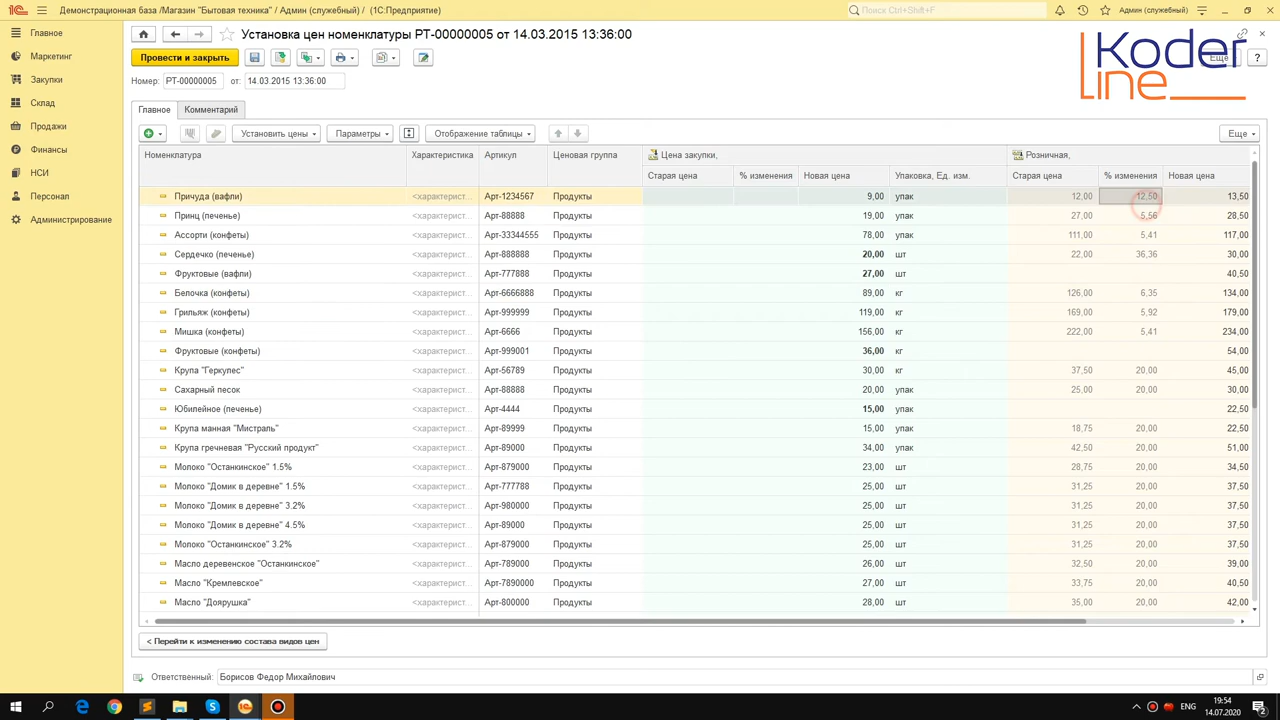 Демонстрационная база /Магазин "Бытовая техника" / Админ (служебный) / (1С:Предприятие)
Поиск Ctrl+Shift+F
Админ (служебный)
Главное
Маркетинг
Закупки
Склад
Продажи
Финансы
НСИ
Персонал
Администрирование
Установка цен номенклатуры РТ-00000005 от 14.03.2015 13:36:00
Koder line
Провести и закрыть
Еще
?
Номер: РТ-00000005 от: 14.03.2015 13:36:00
Главное Комментарий
Установить цены Параметры Отображение таблицы Еще
Номенклатура Характеристика Артикул Ценовая группа Цена закупки, Розничная,
Старая цена % изменения Новая цена Упаковка, Ед. изм. Старая цена % изменения Новая цена
Причуда (вафли) <характерист... Арт-1234567 Продукты 9,00 упак 12,00 12,50 13,50
Принц (печенье) <характерист... Арт-88888 Продукты 19,00 упак 27,00 5,56 28,50
Ассорти (конфеты) <характерист... Арт-33344555 Продукты 78,00 упак 111,00 5,41 117,00
Сердечко (печенье) <характерист... Арт-888888 Продукты 20,00 шт 22,00 36,36 30,00
Фруктовые (вафли) <характерист... Арт-777888 Продукты 27,00 шт 40,50
Белочка (конфеты) <характерист... Арт-6666888 Продукты 89,00 кг 126,00 6,35 134,00
Грильяж (конфеты) <характерист... Арт-999999 Продукты 119,00 кг 169,00 5,92 179,00
Мишка (конфеты) <характерист... Арт-6666 Продукты 156,00 кг 222,00 5,41 234,00
Фруктовые (конфеты) <характерист... Арт-999001 Продукты 36,00 кг 54,00
Крупа "Геркулес" <характерист... Арт-56789 Продукты 30,00 кг 37,50 20,00 45,00
Сахарный песок <характерист... Арт-88888 Продукты 20,00 упак 25,00 20,00 30,00
Юбилейное (печенье) <характерист... Арт-4444 Продукты 15,00 упак 22,50
Крупа манная "Мистраль" <характерист... Арт-89999 Продукты 15,00 упак 18,75 20,00 22,50
Крупа гречневая "Русский продукт" <характерист... Арт-89000 Продукты 34,00 упак 42,50 20,00 51,00
Молоко "Останкинское" 1.5% <характерист... Арт-879000 Продукты 23,00 шт 28,75 20,00 34,50
Молоко "Домик в деревне" 1.5% <характерист... Арт-777788 Продукты 25,00 шт 31,25 20,00 37,50
Молоко "Домик в деревне" 3.2% <характерист... Арт-980000 Продукты 25,00 шт 31,25 20,00 37,50
Молоко "Домик в деревне" 4.5% <характерист... Арт-89000 Продукты 25,00 шт 31,25 20,00 37,50
Молоко "Останкинское" 3.2% <характерист... Арт-879000 Продукты 25,00 шт 31,25 20,00 37,50
Масло деревенское "Останкинское" <характерист... Арт-789000 Продукты 26,00 шт 32,50 20,00 39,00
Масло "Кремлевское" <характерист... Арт-7890000 Продукты 27,00 шт 33,75 20,00 40,50
Масло "Доярушка" <характерист... Арт-800000 Продукты 28,00 шт 35,00 20,00 42,00
< Перейти к изменению состава видов цен
Ответственный: Борисов Федор Михайлович
ENG
19:54
14.07.2020
2